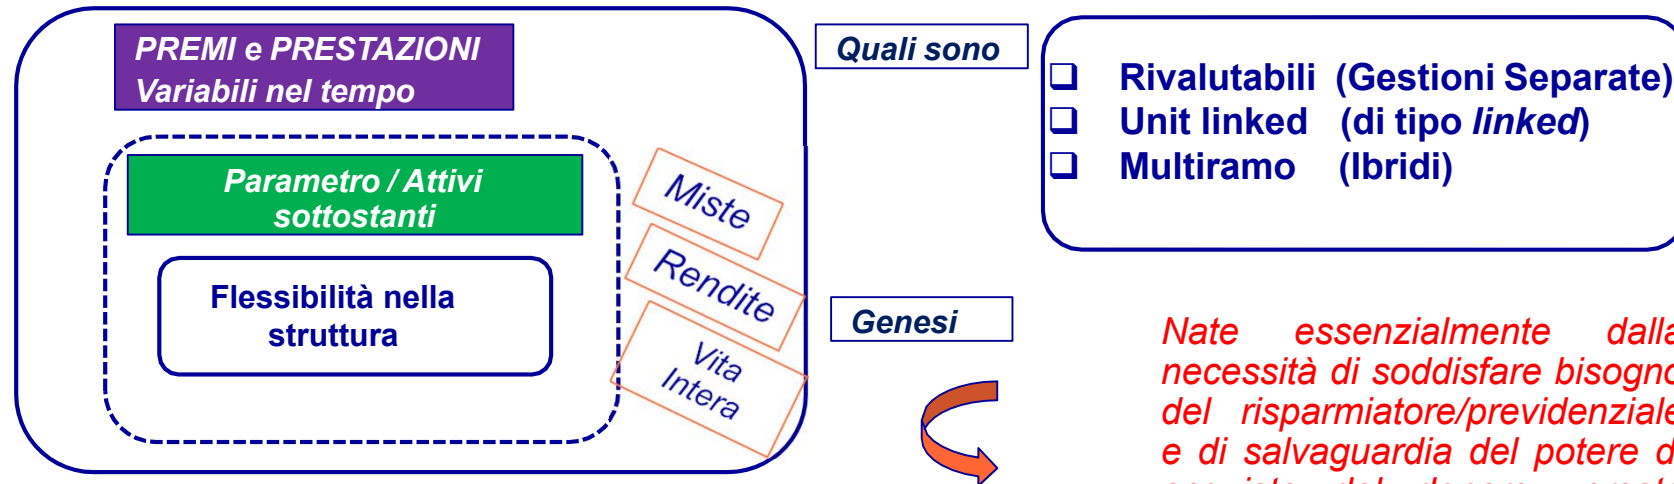 PREMI e PRESTAZIONI
Variabili nel tempo
Parametro / Attivi
sottostanti
Flessibilità nella
struttura
Miste
Rendite
Vita
Intera
Quali sono
Rivalutabili (Gestioni Separate)
Unit linked (di tipo linked)
Multiramo (Ibridi)
Genesi
Nate essenzialmente dalla
necessità di soddisfare bisogno
del risparmiatore/previdenziale
e di salvaguardia del potere d